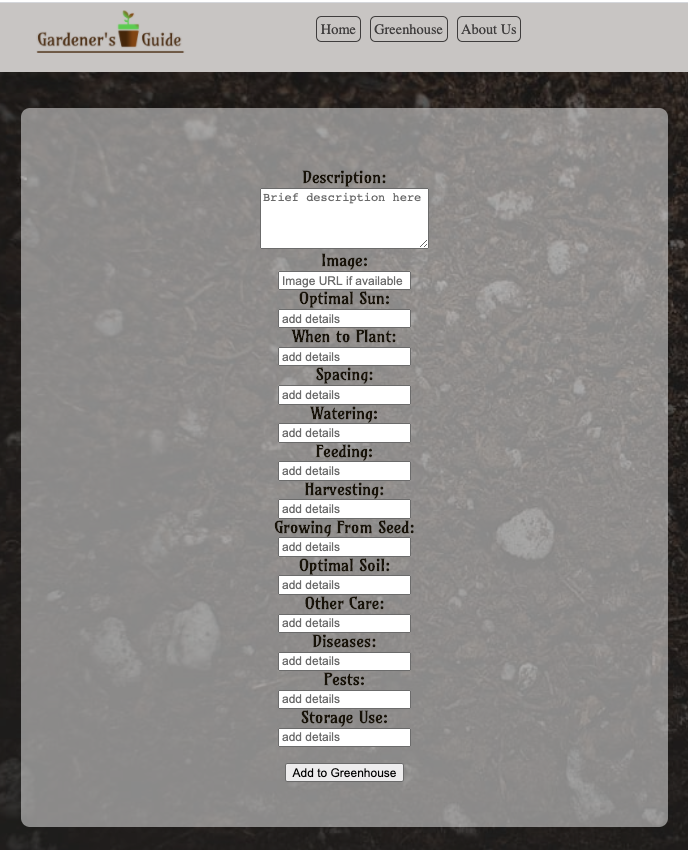 Gardener's Guide
Home Greenhouse About Us
Description:
Brief description here
Image:
Image URL if available
Optimal Sun:
add details
When to Plant:
add details
Spacing:
add details
Watering:
add details
Feeding:
add details
Harvesting:
add details
Growing From Seed:
add details
Optimal Soil:
add details
Other Care:
add details
Diseases:
add details
Pests:
add details
Storage Use:
add details
Add to Greenhouse